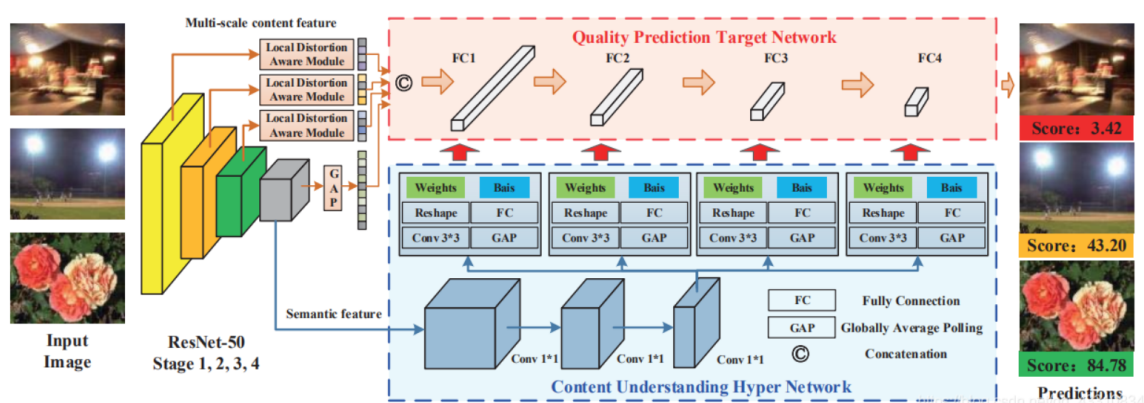 Multi-scale content feature
Local Distortion
Aware Module
Local Distortion
Aware Module
Local Distortion
Aware Module
G
A
P
Semantic feature
Input
Image
ResNet-50
Stage 1, 2, 3, 4
Quality Prediction Target Network
©
FC1
FC2
FC3
FC4
Weights Bais
Reshape FC
Conv 3*3 GAP
Weights Bais
Reshape FC
Conv 3*3 GAP
Weights Bais
Reshape FC
Conv 3*3 GAP
Weights Bais
Reshape FC
Conv 3*3 GAP
Conv 1*1
Conv 1*1
Conv 1*1
FC Fully Connection
GAP Globally Average Polling
© Concatenation
Content Understanding Hyper Network
Score: 3.42
Score: 43.20
Score: 84.78
Predictions